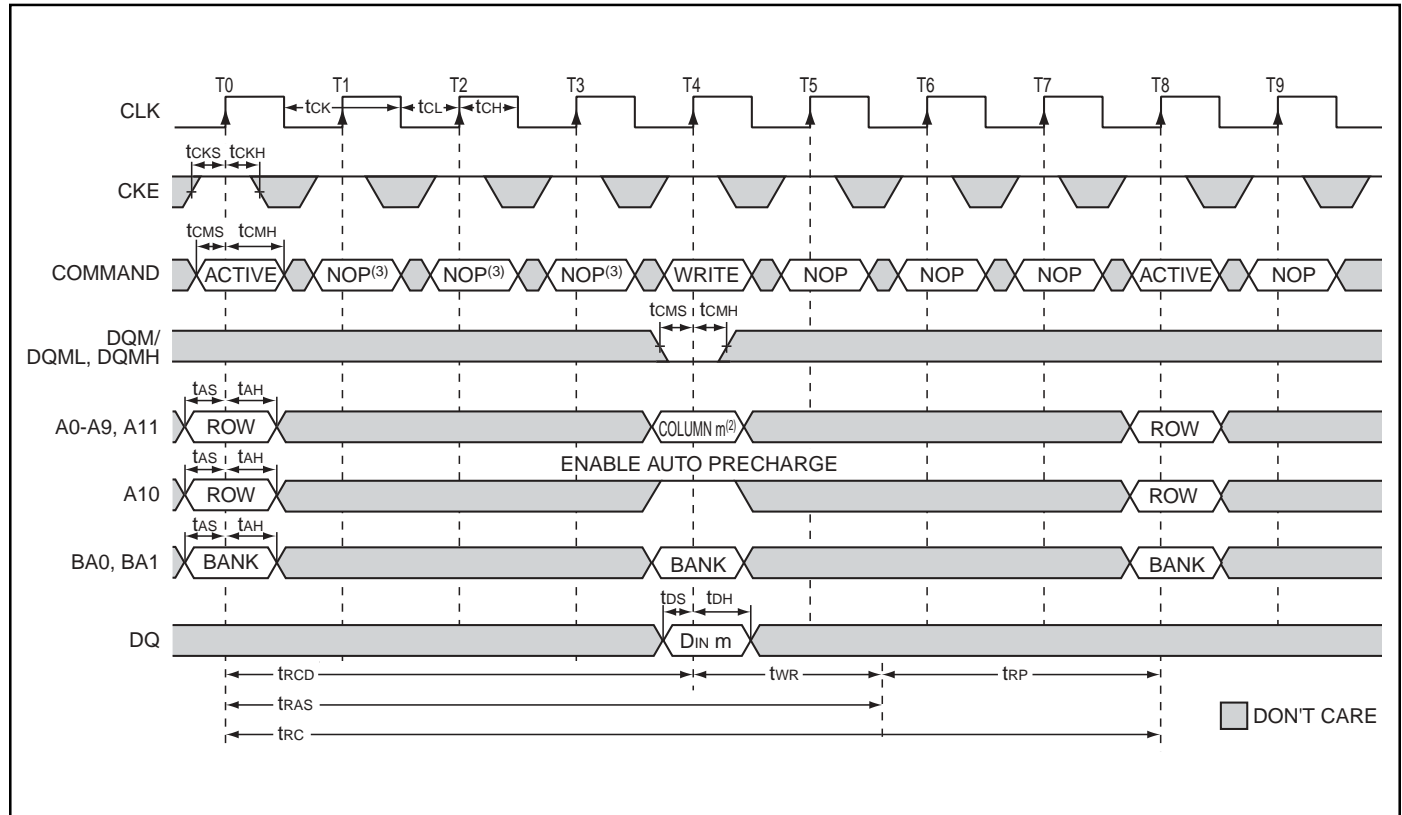 T0 T1 T2 T3 T4 T5 T6 T7 T8 T9
CLK
tCK tCL tCH
tCKS tCKH
CKE
tCMS tCMH
COMMAND ACTIVE NOP(3) NOP(3) NOP(3) WRITE NOP NOP NOP ACTIVE NOP
tCMS tCMH
DQM/
DQML, DQMH
tAS tAH
A0-A9, A11 ROW COLUMN m(2) ROW
tAS tAH ENABLE AUTO PRECHARGE
A10 ROW ROW
tAS tAH
BA0, BA1 BANK BANK BANK
tDS tDH
DQ DIN m
tRCD tWR tRP
tRAS
DON'T CARE
tRC